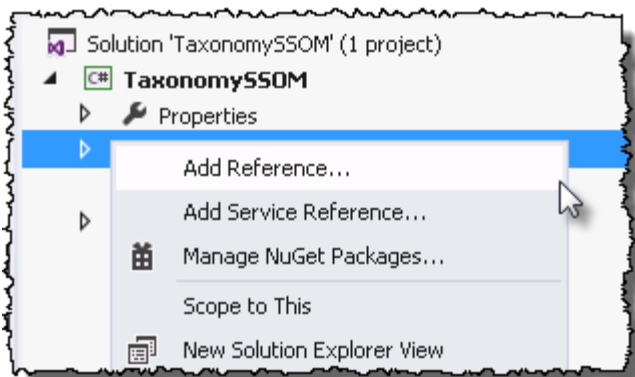 Solution 'TaxonomySSOM' (1 project)
C# TaxonomySSOM
Properties
Add Reference...
Add Service Reference...
Manage NuGet Packages...
Scope to This
New Solution Explorer View